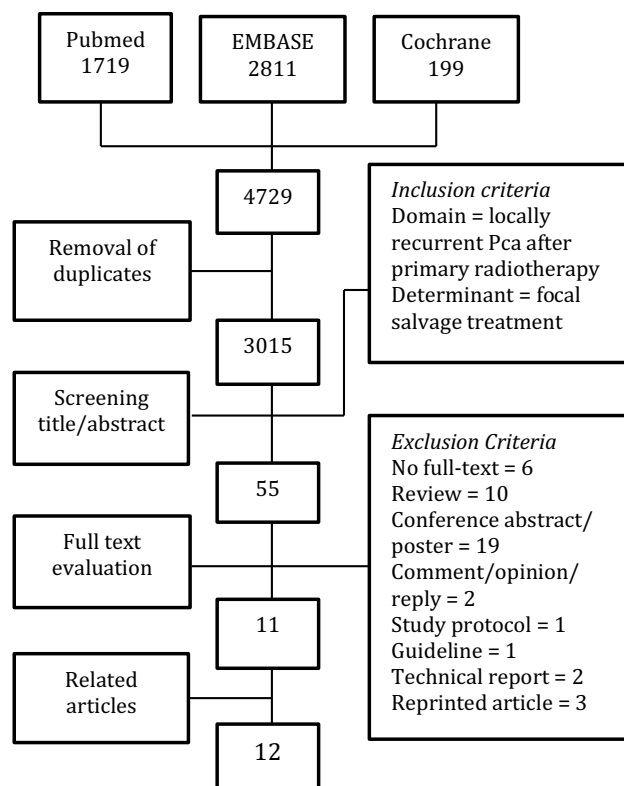 Pubmed
1719
EMBASE
2811
Cochrane
199
4729
Inclusion criteria
Domain = locally
recurrent Pca after
primary radiotherapy
Determinant = focal
salvage treatment
Removal of
duplicates
3015
Screening
title/abstract
55
Exclusion Criteria
No full-text = 6
Review = 10
Conference abstract/
poster = 19
Comment/opinion/
reply = 2
Study protocol = 1
Guideline = 1
Technical report = 2
Reprinted article = 3
Full text
evaluation
11
Related
articles
12